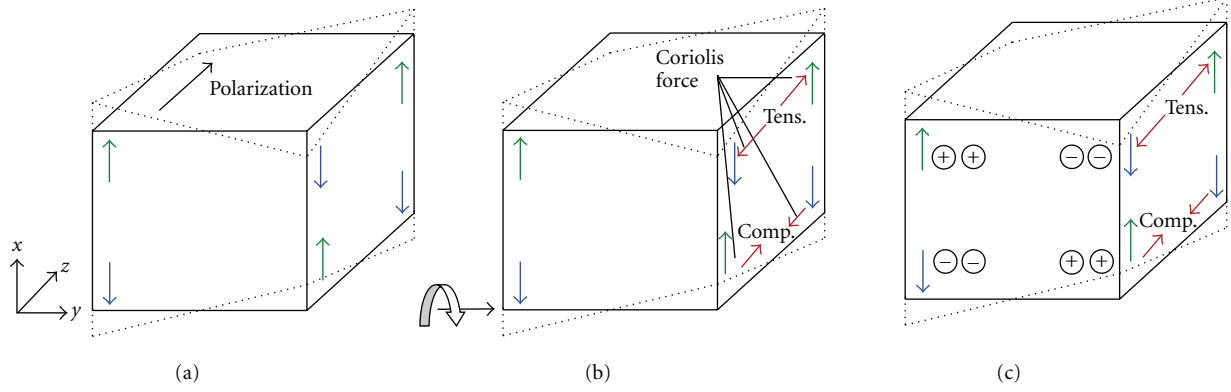 Polarization
x
z
y
(a)
Coriolis
force
Tens.
Comp.
(b)
Tens.
+ + − −
Comp.
− − + +
(c)